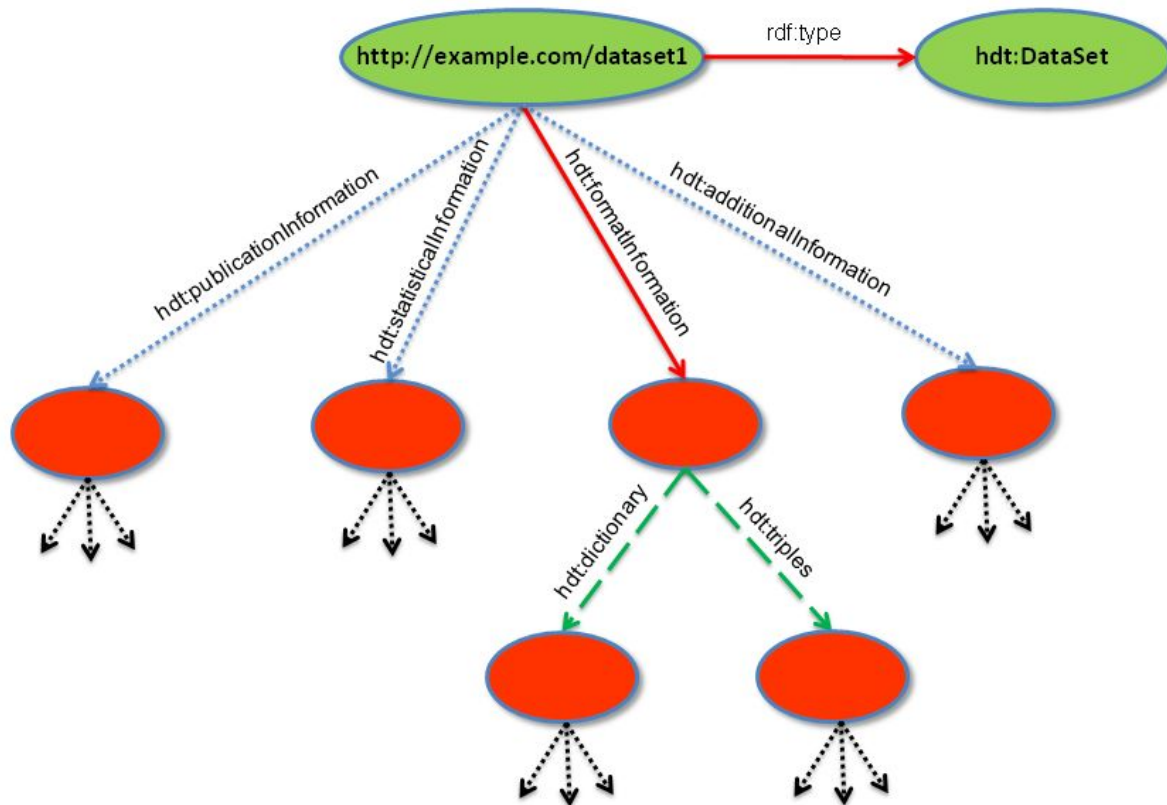 rdf:type
http://example.com/dataset1
hdt:DataSet
hdt:publicationInformation
hdt:statisticalInformation
hdt:formatInformation
hdt:additionalInformation
hdt:dictionary
hdt:triples